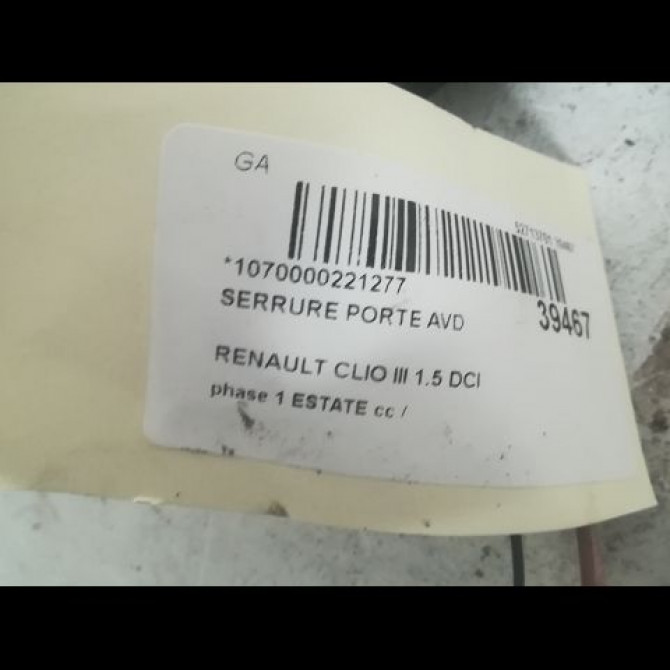 GA
*1070000221277
39467
SERRURE PORTE AVD
RENAULT CLIO III 1.5 DCI
phase 1 ESTATE cc /